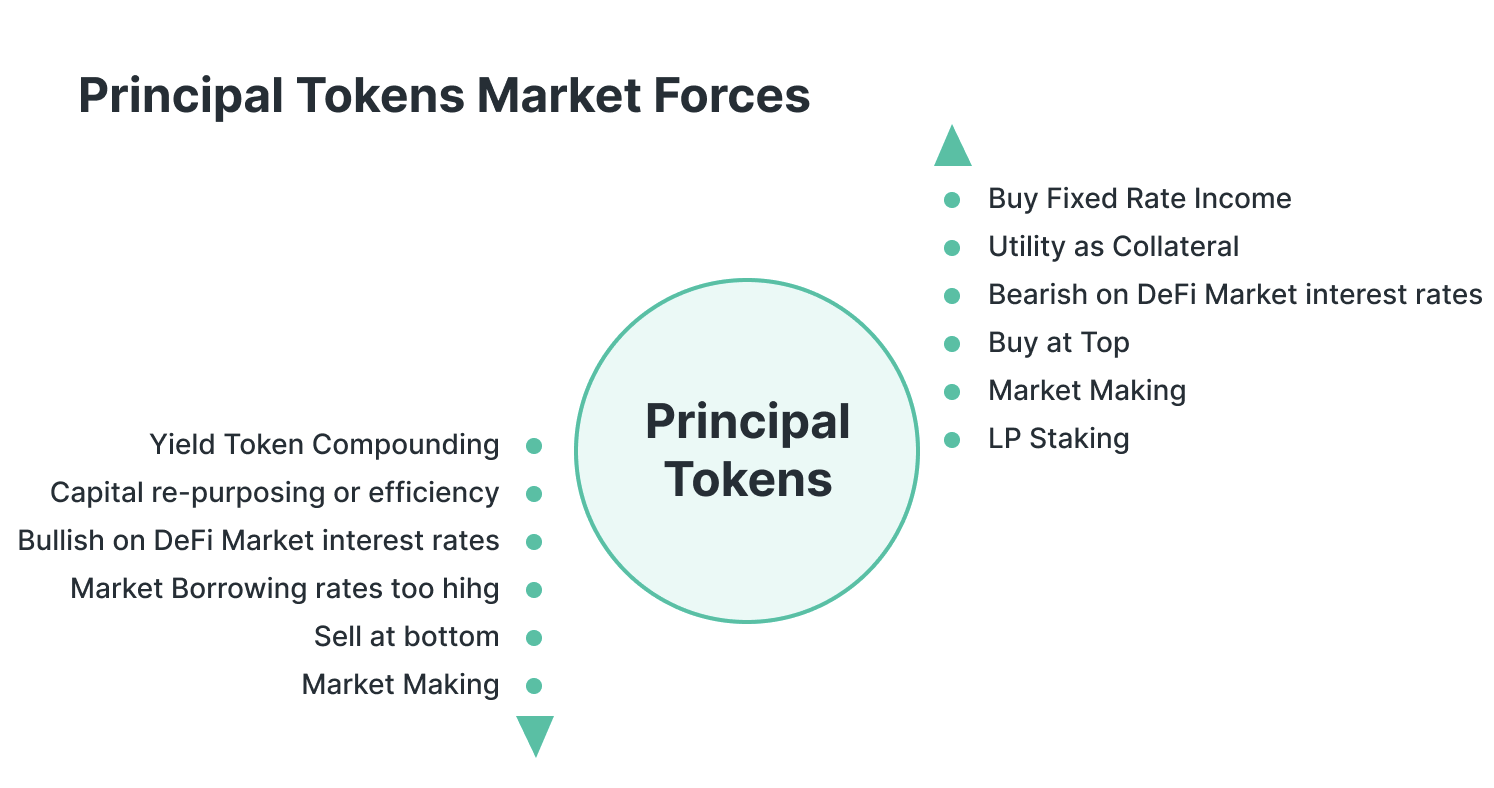 Principal Tokens Market Forces
Buy Fixed Rate Income
Utility as Collateral
Bearish on DeFi Market interest rates
Buy at Top
Market Making
LP Staking
Principal
Tokens
Yield Token Compounding
Capital re-purposing or efficiency
Bullish on DeFi Market interest rates
Market Borrowing rates too hihg
Sell at bottom
Market Making